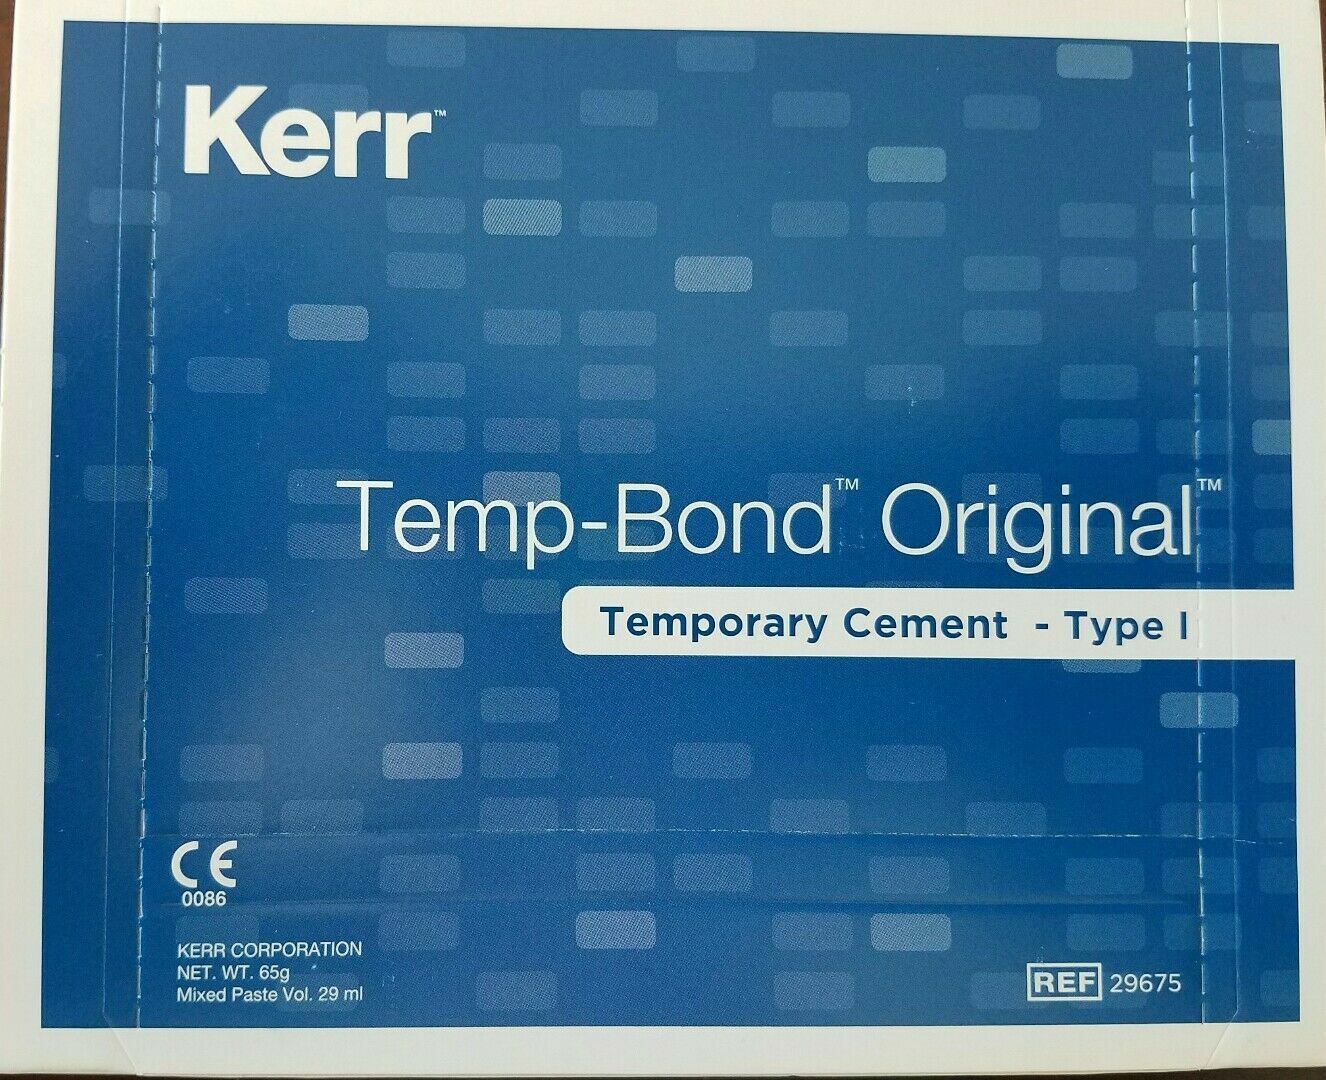 Kerr™
Temp-Bond™ Original™
Temporary Cement - Type I
CE
0086
KERR CORPORATION
NET. WT. 65g
Mixed Paste Vol. 29 ml
REF 29675